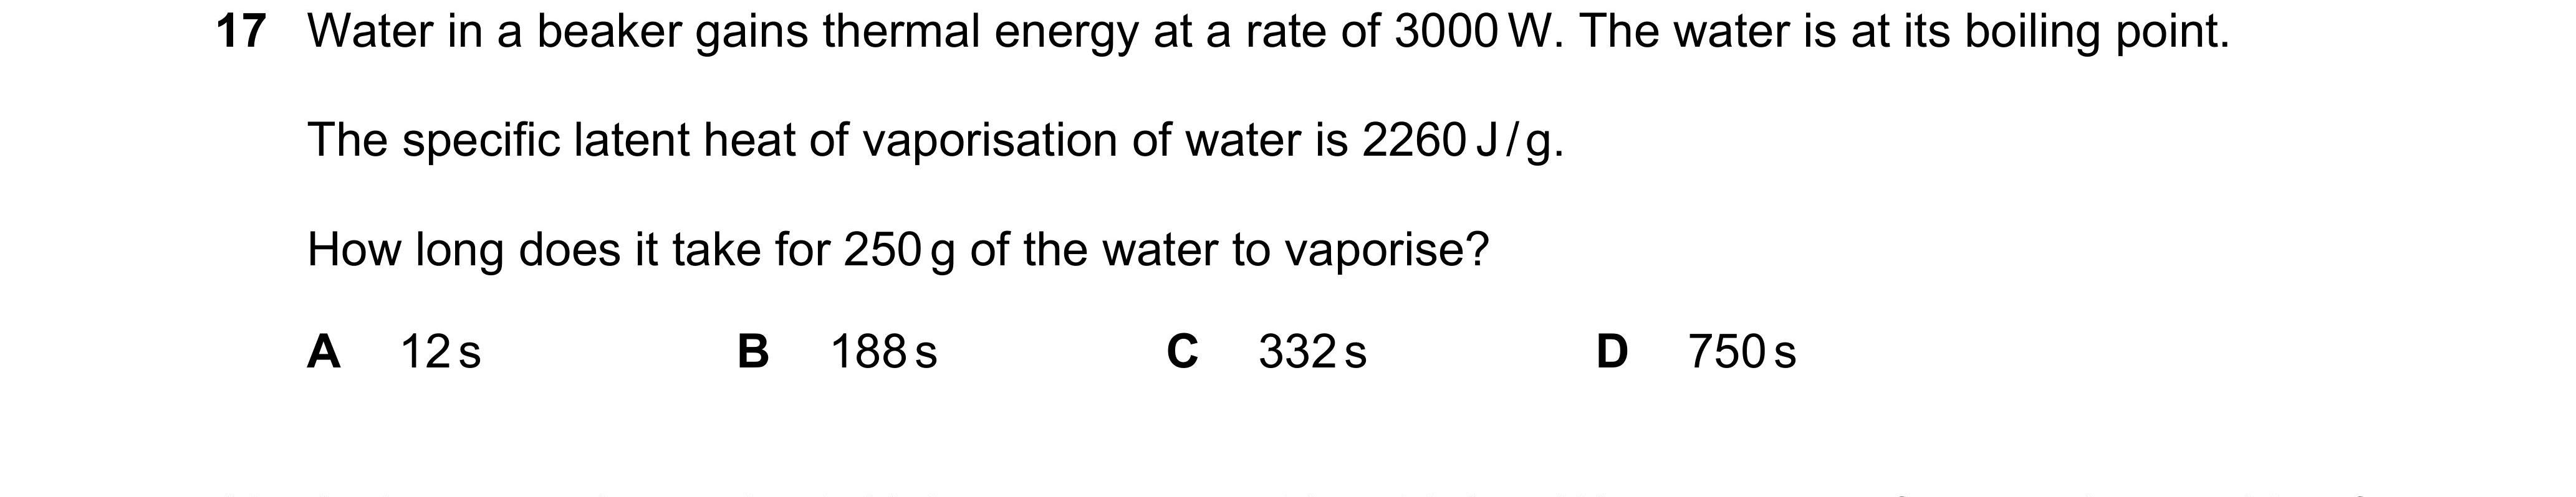 17 Water in a beaker gains thermal energy at a rate of 3000 W. The water is at its boiling point.
The specific latent heat of vaporisation of water is 2260 J / g.
How long does it take for 250 g of the water to vaporise?
A 12 s B 188 s C 332 s D 750 s